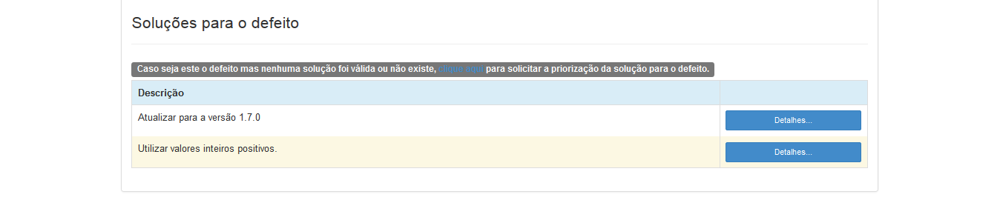 Soluções para o defeito
Caso seja este o defeito mas nenhuma solução foi válida ou não existe, clique aqui para solicitar a priorização da solução para o defeito.
Descrição
Atualizar para a versão 1.7.0
Detalhes...
Utilizar valores inteiros positivos.
Detalhes...